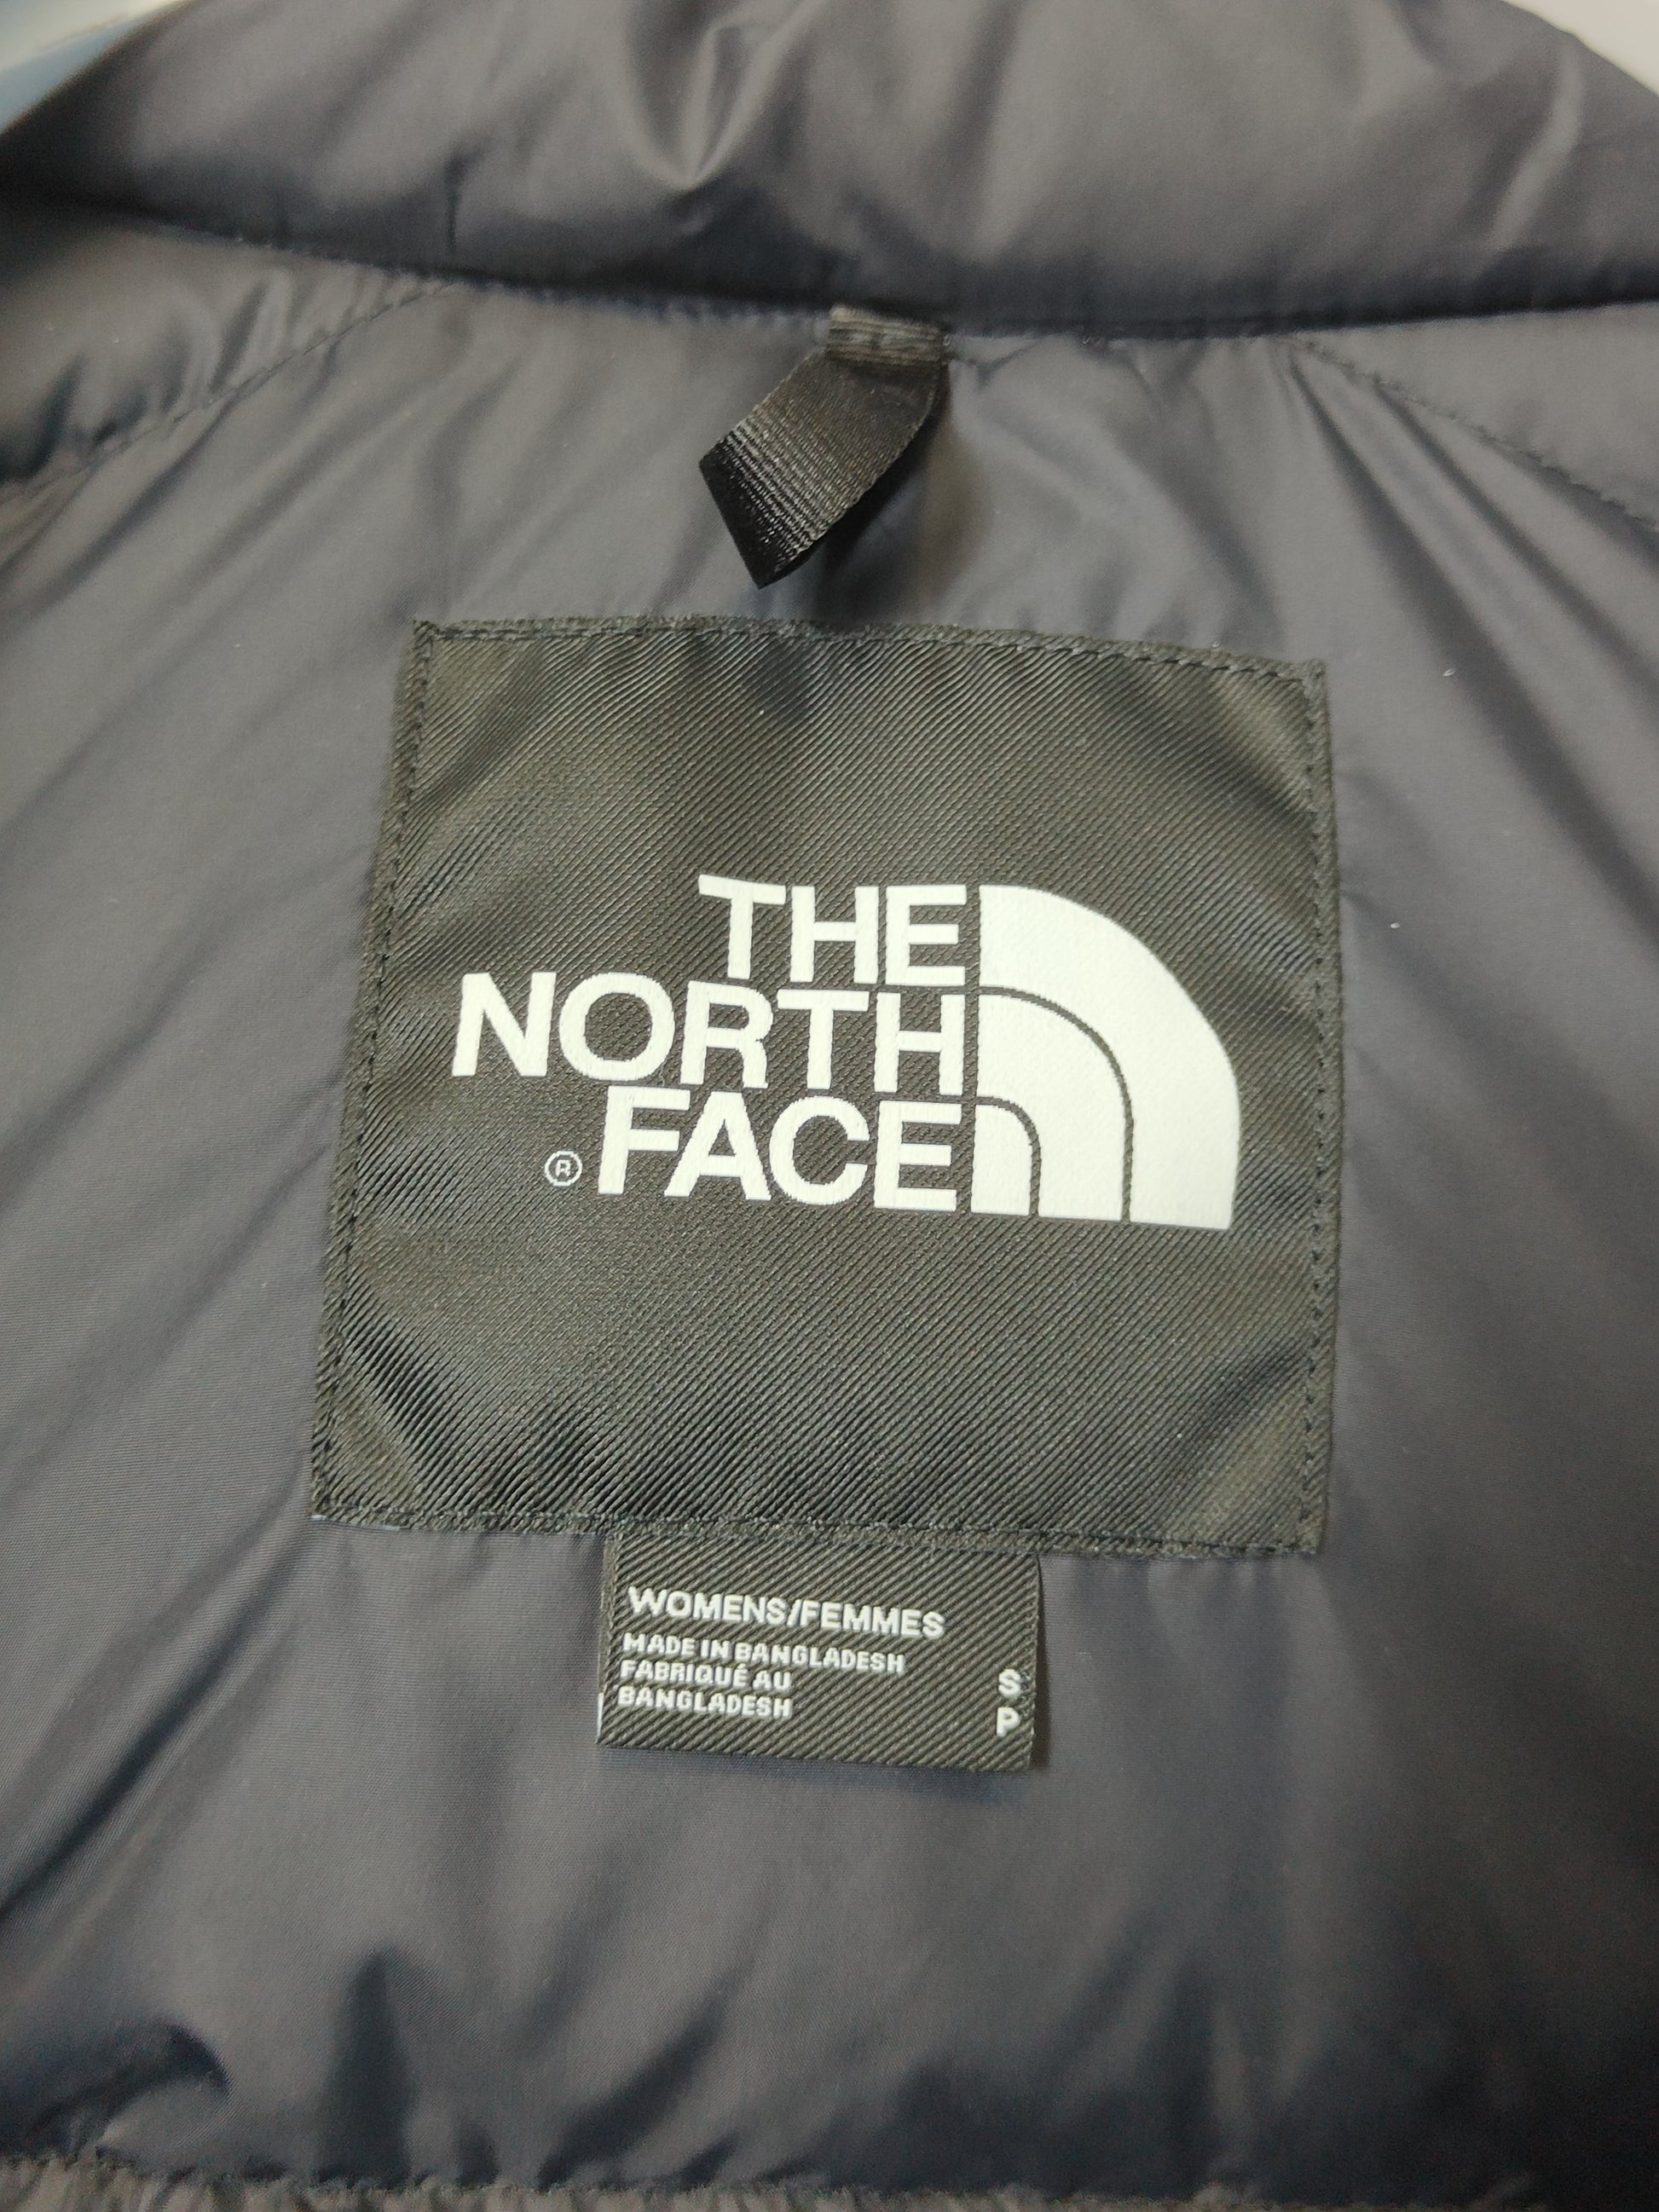 THE
NORTH
FACE
®
WOMENS/FEMMES
MADE IN BANGLADESH
FABRIQUÉ AU
BANGLADESH
S
P